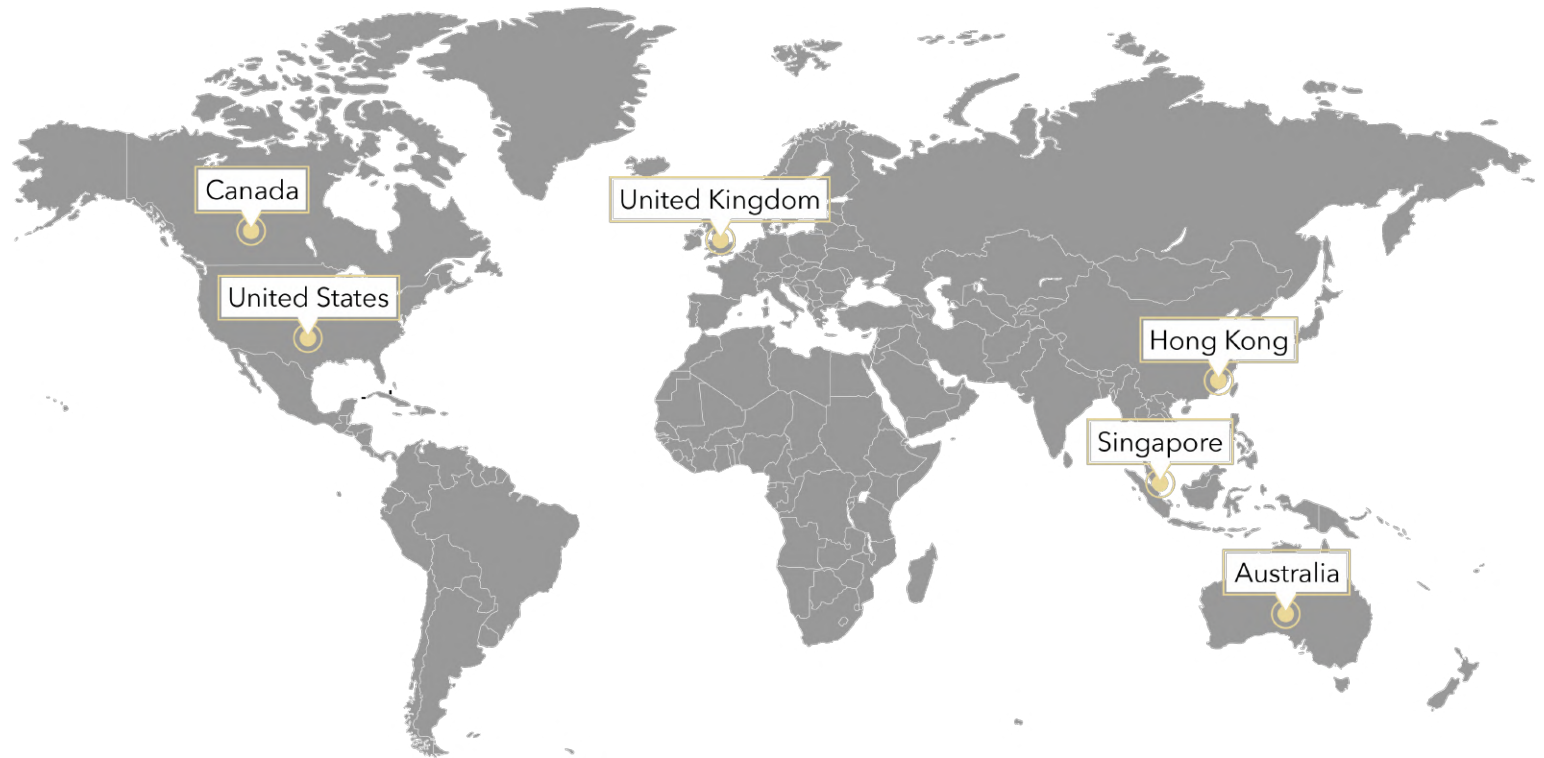 Canada
United Kingdom
United States
Hong Kong
Singapore
Australia